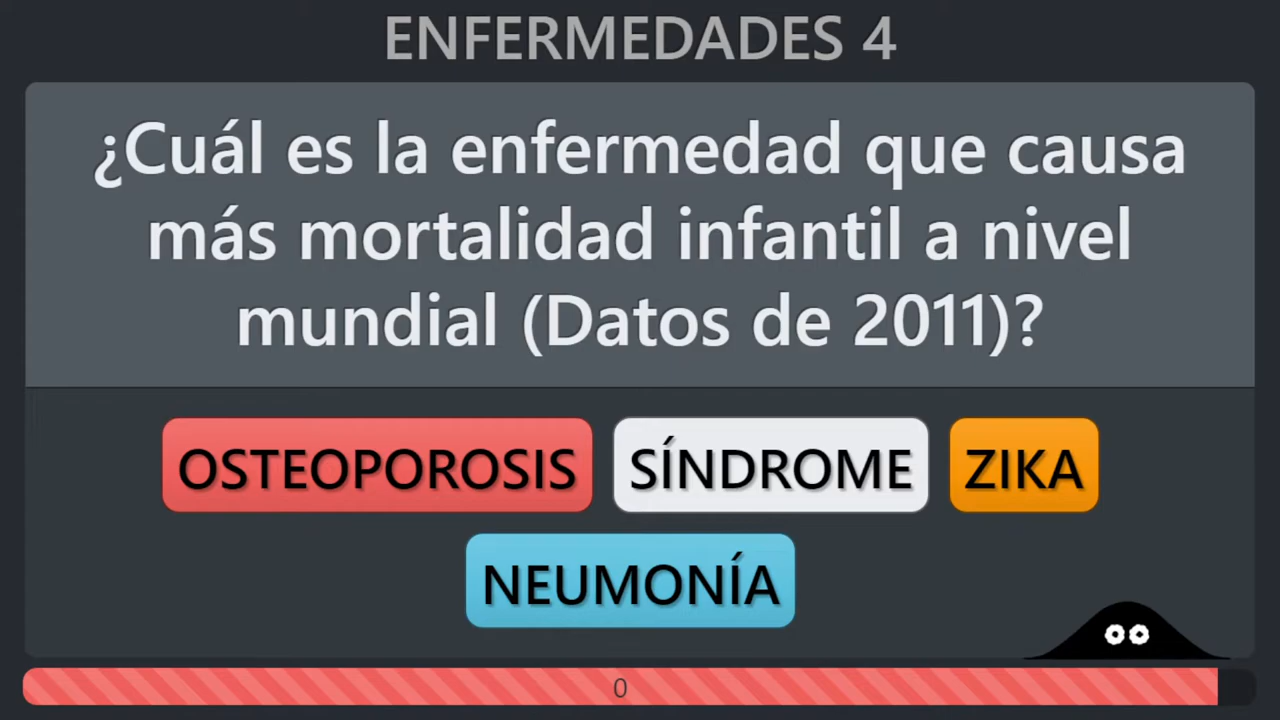 ENFERMEDADES 4
¿Cuál es la enfermedad que causa
más mortalidad infantil a nivel
mundial (Datos de 2011)?
OSTEOPOROSIS SÍNDROME ZIKA
NEUMONÍA
0